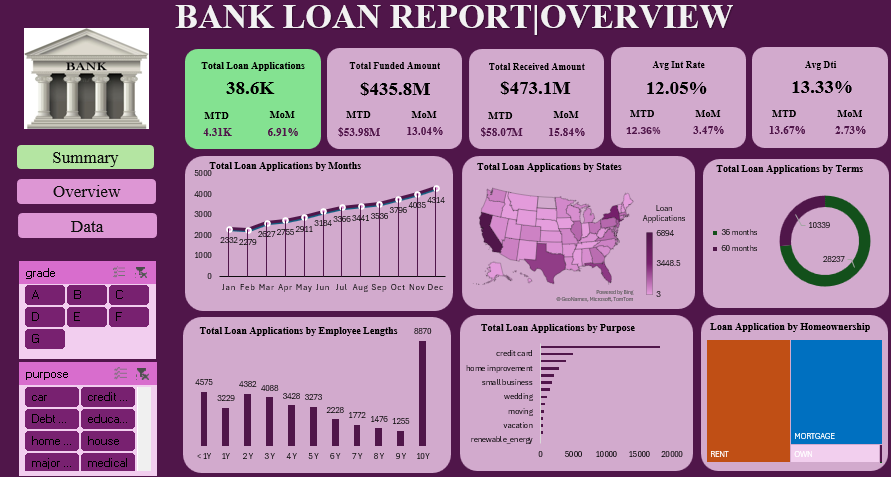 BANK LOAN REPORT|OVERVIEW
BANK
Summary
Overview
Data
grade
A B C
D E F
G
purpose
car credit ...
Debt ... educa...
home ... house
major ... medical
Total Loan Applications
38.6K
MTD MoM
4.31K 6.91%
Total Funded Amount
$435.8M
MTD MoM
$53.98M 13.04%
Total Received Amount
$473.1M
MTD MoM
$58.07M 15.84%
Avg Int Rate
12.05%
MTD MoM
12.36% 3.47%
Avg Dti
13.33%
MTD MoM
13.67% 2.73%
Total Loan Applications by Months
5000
4000
3000
2000
1000
0
2332 2279 2627 2755 2911 3184 3366 3441 3536 3796 4035 4314
Jan Feb Mar Apr May Jun Jul Aug Sep Oct Nov Dec
Total Loan Applications by States
Loan
Applications
6894
3448.5
3
Powered by Bing
© GeoNames, Microsoft, TomTom
Total Loan Applications by Terms
36 months
60 months
10339
28237
Total Loan Applications by Employee Lengths
4575 3229 4382 4088 3428 3273 2228 1772 1476 1255 8870
< 1Y 1Y 2Y 3Y 4Y 5Y 6Y 7Y 8Y 9Y 10Y
Total Loan Applications by Purpose
credit card
home improvement
small business
wedding
moving
vacation
renewable_energy
0 5000 10000 15000 20000
Loan Application by Homeownership
RENT
MORTGAGE
OWN